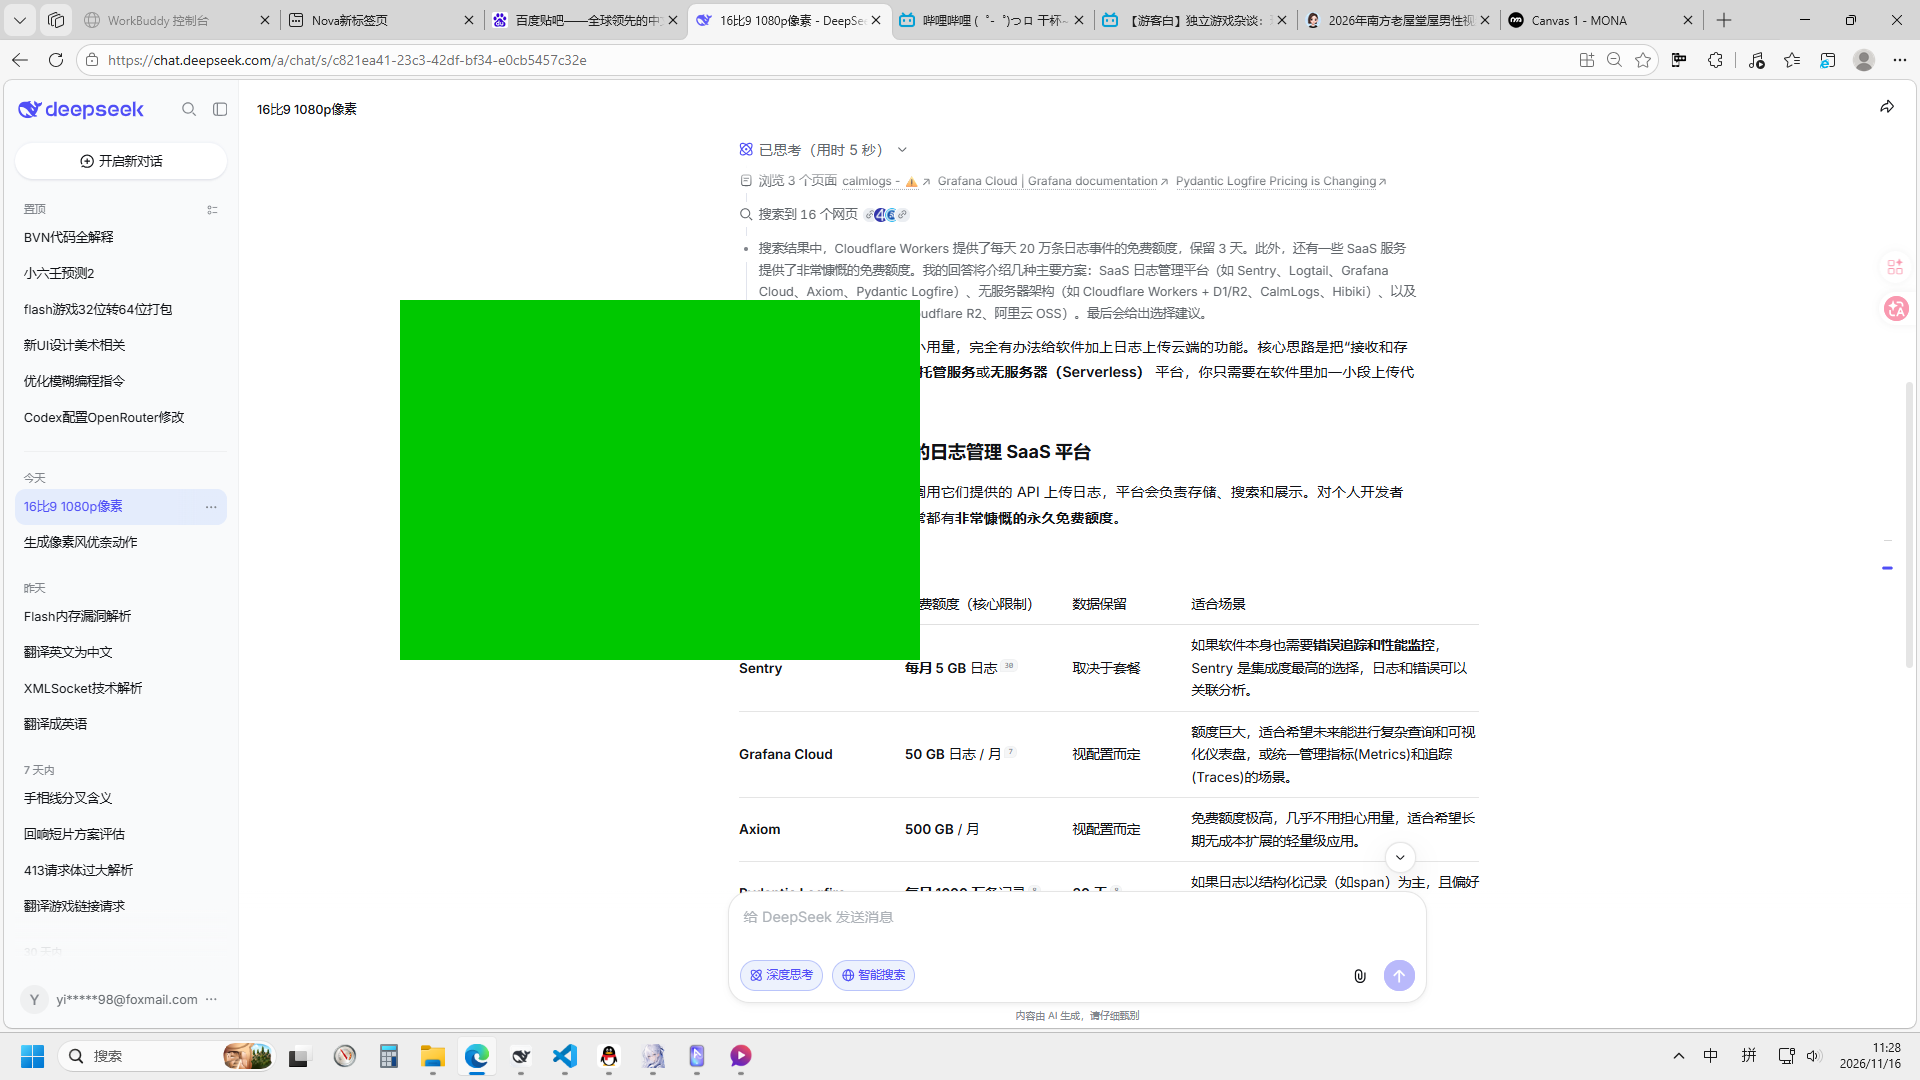 WorkBuddy 控制台
Nova新标签页
百度贴吧——全球领先的中
16比9 1080p像素 - DeepSe
哔哩哔哩 (゜-゜)つロ 干杯~
【游客白】独立游戏杂谈：
2026年南方老屋堂屋男性视
Canvas 1 - MONA
https://chat.deepseek.com/a/chat/s/c821ea41-23c3-42df-bf34-e0cb5457c32e
deepseek
开启新对话
置顶
BVN代码全解释
小六壬预测2
flash游戏32位转64位打包
新UI设计美术相关
优化模糊编程指令
Codex配置OpenRouter修改
今天
16比9 1080p像素
生成像素风优奈动作
昨天
Flash内存漏洞解析
翻译英文为中文
XMLSocket技术解析
翻译成英语
7 天内
手相线分叉含义
回响短片方案评估
413请求体过大解析
翻译游戏链接请求
30 天内
Y yi*****98@foxmail.com
16比9 1080p像素
已思考（用时 5 秒）
浏览 3 个页面 calmlogs - Grafana Cloud | Grafana documentation Pydantic Logfire Pricing is Changing
搜索到 16 个网页
搜索结果中，Cloudflare Workers 提供了每天 20 万条日志事件的免费额度，保留 3 天。此外，还有一些 SaaS 服务
提供了非常慷慨的免费额度。我的回答将介绍几种主要方案：SaaS 日志管理平台（如 Sentry、Logtail、Grafana
Cloud、Axiom、Pydantic Logfire）、无服务器架构（如 Cloudflare Workers + D1/R2、CalmLogs、Hibiki）、以及
udflare R2、阿里云 OSS）。最后会给出选择建议。
小用量，完全有办法给软件加上日志上传云端的功能。核心思路是把“接收和存
托管服务或无服务器（Serverless） 平台，你只需要在软件里加一小段上传代
的日志管理 SaaS 平台
调用它们提供的 API 上传日志，平台会负责存储、搜索和展示。对个人开发者
常都有非常慷慨的永久免费额度。
费额度（核心限制） 数据保留 适合场景
Sentry 每月 5 GB 日志 30 取决于套餐 如果软件本身也需要错误追踪和性能监控，
Sentry 是集成度最高的选择，日志和错误可以
关联分析。
Grafana Cloud 50 GB 日志 / 月 7 视配置而定 额度巨大，适合希望未来能进行复杂查询和可视
化仪表盘，或统一管理指标(Metrics)和追踪
(Traces)的场景。
Axiom 500 GB / 月 视配置而定 免费额度极高，几乎不用担心用量，适合希望长
期无成本扩展的轻量级应用。
Pydantic Logfire 每月 1000 万条记录 30 天 如果日志以结构化记录（如span）为主，且偏好
给 DeepSeek 发送消息
深度思考
智能搜索
内容由 AI 生成，请仔细甄别
搜索
中
拼
11:28
2026/11/16